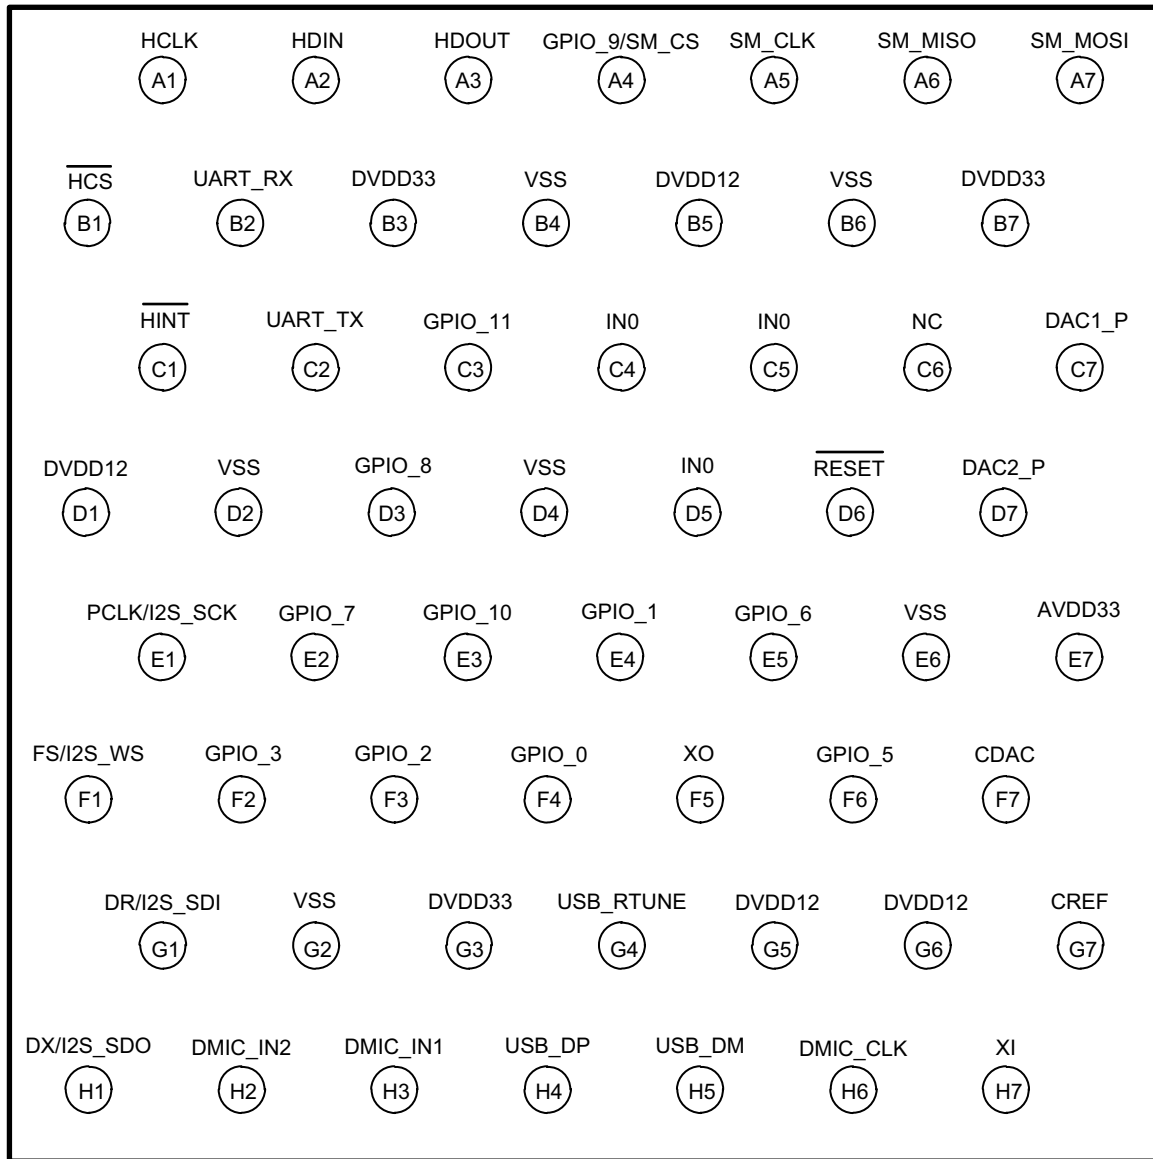 HCLK HDIN HDOUT GPIO_9/SM_CS SM_CLK SM_MISO SM_MOSI
A1 A2 A3 A4 A5 A6 A7
HCS UART_RX DVDD33 VSS DVDD12 VSS DVDD33
B1 B2 B3 B4 B5 B6 B7
HINT UART_TX GPIO_11 IN0 IN0 NC DAC1_P
C1 C2 C3 C4 C5 C6 C7
DVDD12 VSS GPIO_8 VSS IN0 RESET DAC2_P
D1 D2 D3 D4 D5 D6 D7
PCLK/I2S_SCK GPIO_7 GPIO_10 GPIO_1 GPIO_6 VSS AVDD33
E1 E2 E3 E4 E5 E6 E7
FS/I2S_WS GPIO_3 GPIO_2 GPIO_0 XO GPIO_5 CDAC
F1 F2 F3 F4 F5 F6 F7
DR/I2S_SDI VSS DVDD33 USB_RTUNE DVDD12 DVDD12 CREF
G1 G2 G3 G4 G5 G6 G7
DX/I2S_SDO DMIC_IN2 DMIC_IN1 USB_DP USB_DM DMIC_CLK XI
H1 H2 H3 H4 H5 H6 H7